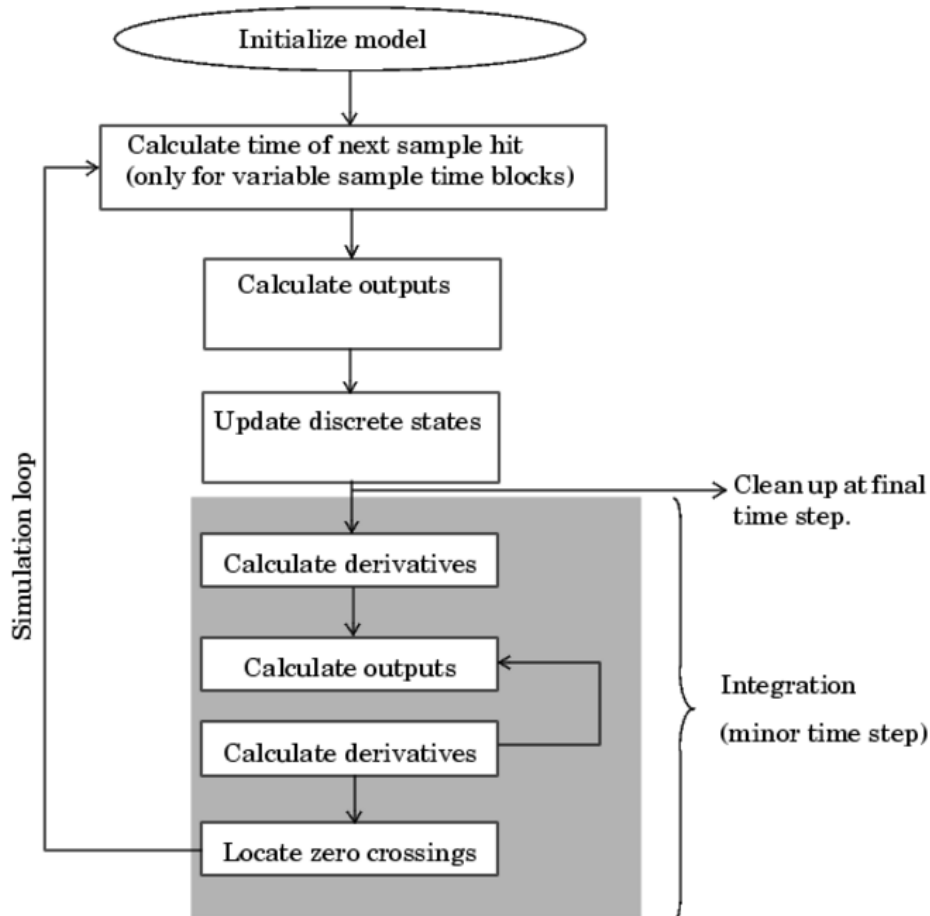 Initialize model
Calculate time of next sample hit
(only for variable sample time blocks)
Calculate outputs
Update discrete states
Clean up at final
time step.
Simulation loop
Calculate derivatives
Calculate outputs
Calculate derivatives
Locate zero crossings
Integration
(minor time step)